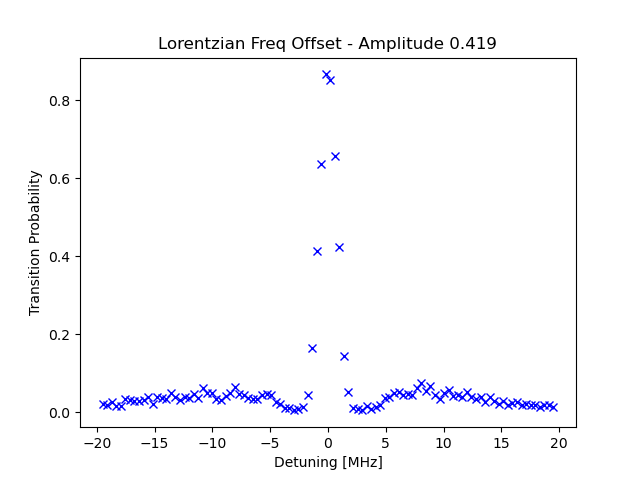 Lorentzian Freq Offset - Amplitude 0.419
Transition Probability
0.8
0.6
0.4
0.2
0.0
−20 −15 −10 −5 0 5 10 15 20
Detuning [MHz]